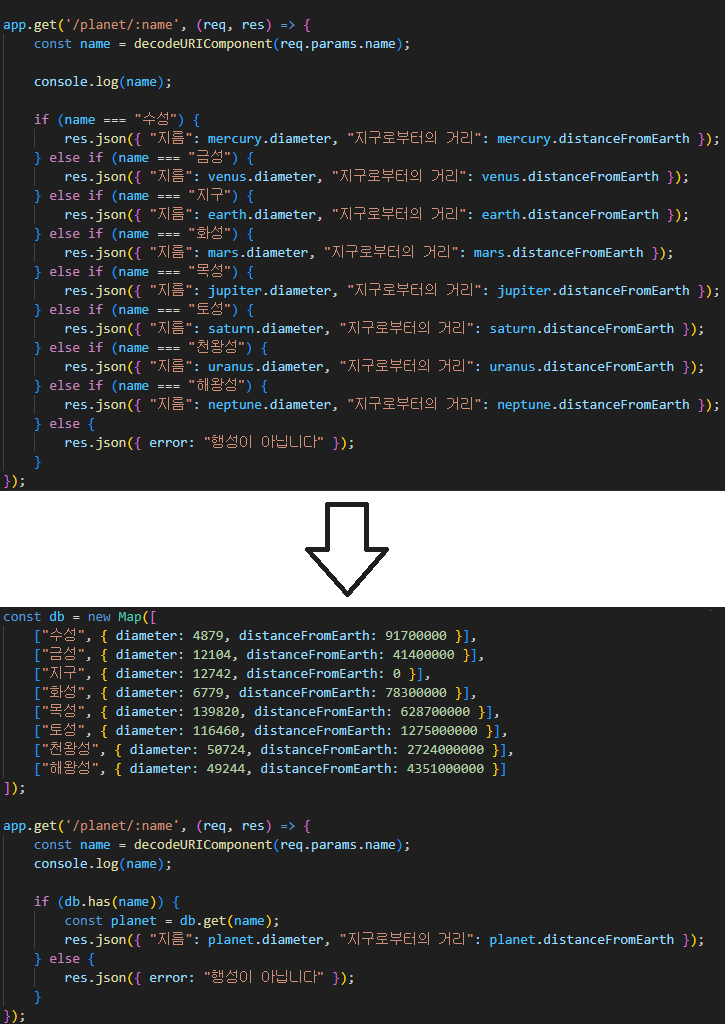 app.get('/planet/:name', (req, res) => {
    const name = decodeURIComponent(req.params.name);
    console.log(name);
    if (name === "수성") {
        res.json({ "지름": mercury.diameter, "지구로부터의 거리": mercury.distanceFromEarth });
    } else if (name === "금성") {
        res.json({ "지름": venus.diameter, "지구로부터의 거리": venus.distanceFromEarth });
    } else if (name === "지구") {
        res.json({ "지름": earth.diameter, "지구로부터의 거리": earth.distanceFromEarth });
    } else if (name === "화성") {
        res.json({ "지름": mars.diameter, "지구로부터의 거리": mars.distanceFromEarth });
    } else if (name === "목성") {
        res.json({ "지름": jupiter.diameter, "지구로부터의 거리": jupiter.distanceFromEarth });
    } else if (name === "토성") {
        res.json({ "지름": saturn.diameter, "지구로부터의 거리": saturn.distanceFromEarth });
    } else if (name === "천왕성") {
        res.json({ "지름": uranus.diameter, "지구로부터의 거리": uranus.distanceFromEarth });
    } else if (name === "해왕성") {
        res.json({ "지름": neptune.diameter, "지구로부터의 거리": neptune.distanceFromEarth });
    } else {
        res.json({ error: "행성이 아닙니다" });
    }
});
const db = new Map([
    ["수성", { diameter: 4879, distanceFromEarth: 91700000 }],
    ["금성", { diameter: 12104, distanceFromEarth: 41400000 }],
    ["지구", { diameter: 12742, distanceFromEarth: 0 }],
    ["화성", { diameter: 6779, distanceFromEarth: 78300000 }],
    ["목성", { diameter: 139820, distanceFromEarth: 628700000 }],
    ["토성", { diameter: 116460, distanceFromEarth: 1275000000 }],
    ["천왕성", { diameter: 50724, distanceFromEarth: 2724000000 }],
    ["해왕성", { diameter: 49244, distanceFromEarth: 4351000000 }]
]);
app.get('/planet/:name', (req, res) => {
    const name = decodeURIComponent(req.params.name);
    console.log(name);
    if (db.has(name)) {
        const planet = db.get(name);
        res.json({ "지름": planet.diameter, "지구로부터의 거리": planet.distanceFromEarth });
    } else {
        res.json({ error: "행성이 아닙니다" });
    }
});